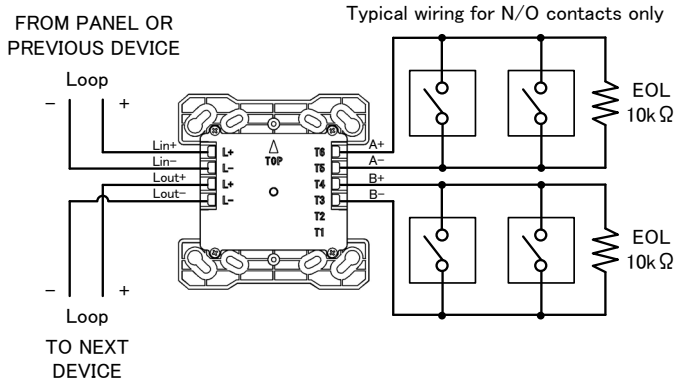 Typical wiring for N/O contacts only
FROM PANEL OR
PREVIOUS DEVICE
Loop
− +
Lin+
Lin−
Lout+
Lout−
L+
L−
L+
L−
TOP
T6
T5
T4
T3
T2
T1
A+
A−
B+
B−
EOL
10kΩ
EOL
10kΩ
− +
Loop
TO NEXT
DEVICE